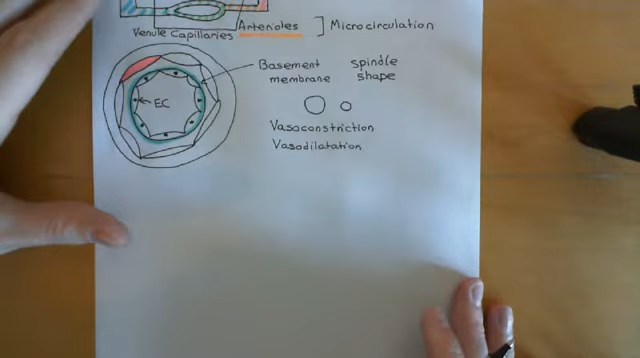 Venule Capillaries Arterioles ] Microcirculation
Basement spindle
membrane shape
EC
Vasoconstriction
Vasodilatation